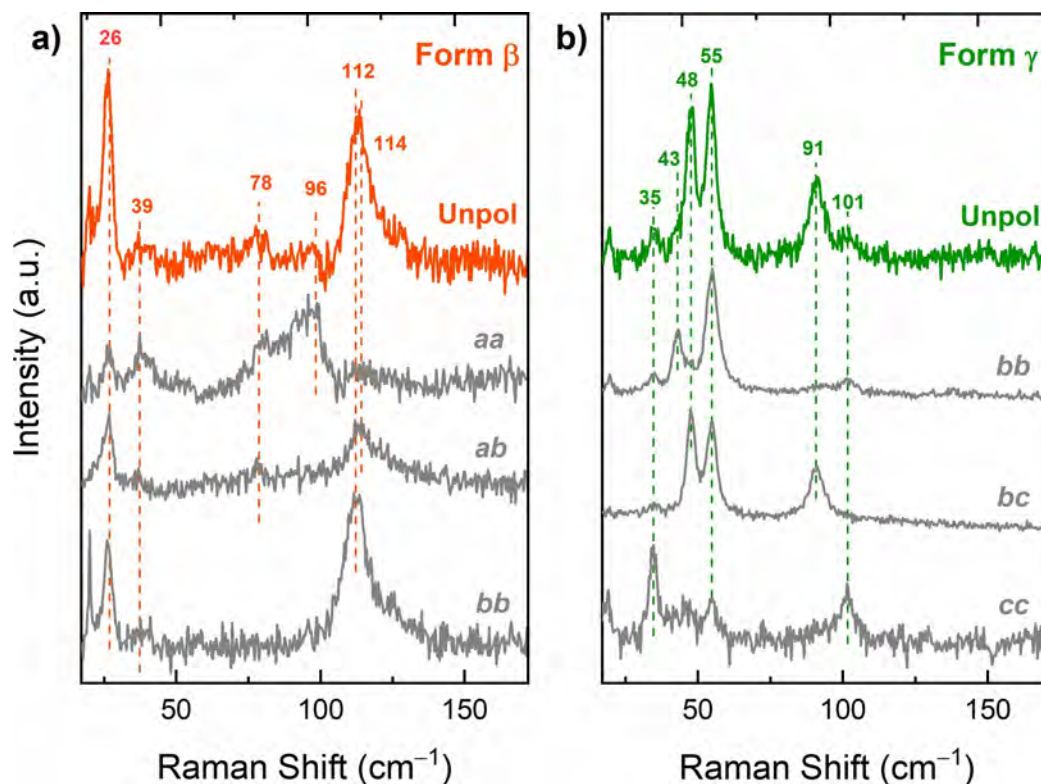 a)
26
Form β
112
114
39
78
96
Unpol
aa
ab
bb
50
100
150
Raman Shift (cm⁻¹)
Intensity (a.u.)
b)
55
Form γ
48
43
91
35
101
Unpol
bb
bc
cc
50
100
150
Raman Shift (cm⁻¹)